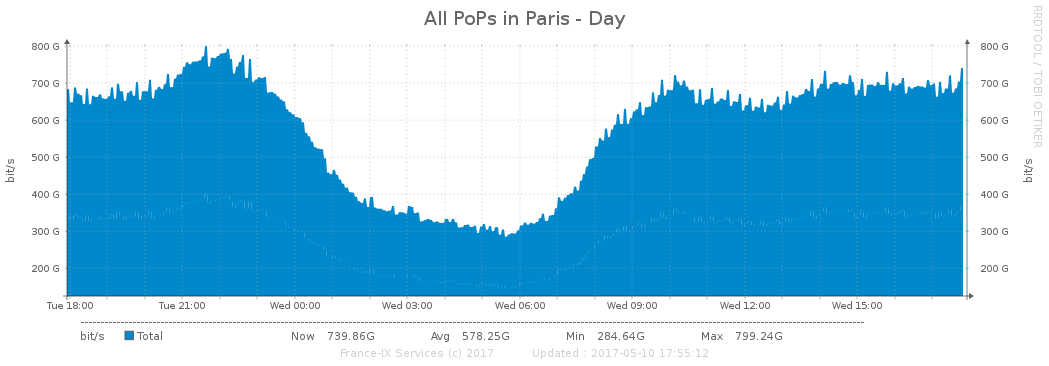 All PoPs in Paris - Day
RRDTOOL / TOBI OETIKER
bit/s
800 G 800 G
700 G 700 G
600 G 600 G
500 G 500 G
400 G 400 G
300 G 300 G
200 G 200 G
bit/s
Tue 18:00 Tue 21:00 Wed 00:00 Wed 03:00 Wed 06:00 Wed 09:00 Wed 12:00 Wed 15:00
bit/s Total Now 739.86G Avg 578.25G Min 284.64G Max 799.24G
France-IX Services (c) 2017 Updated : 2017-05-10 17:55:12